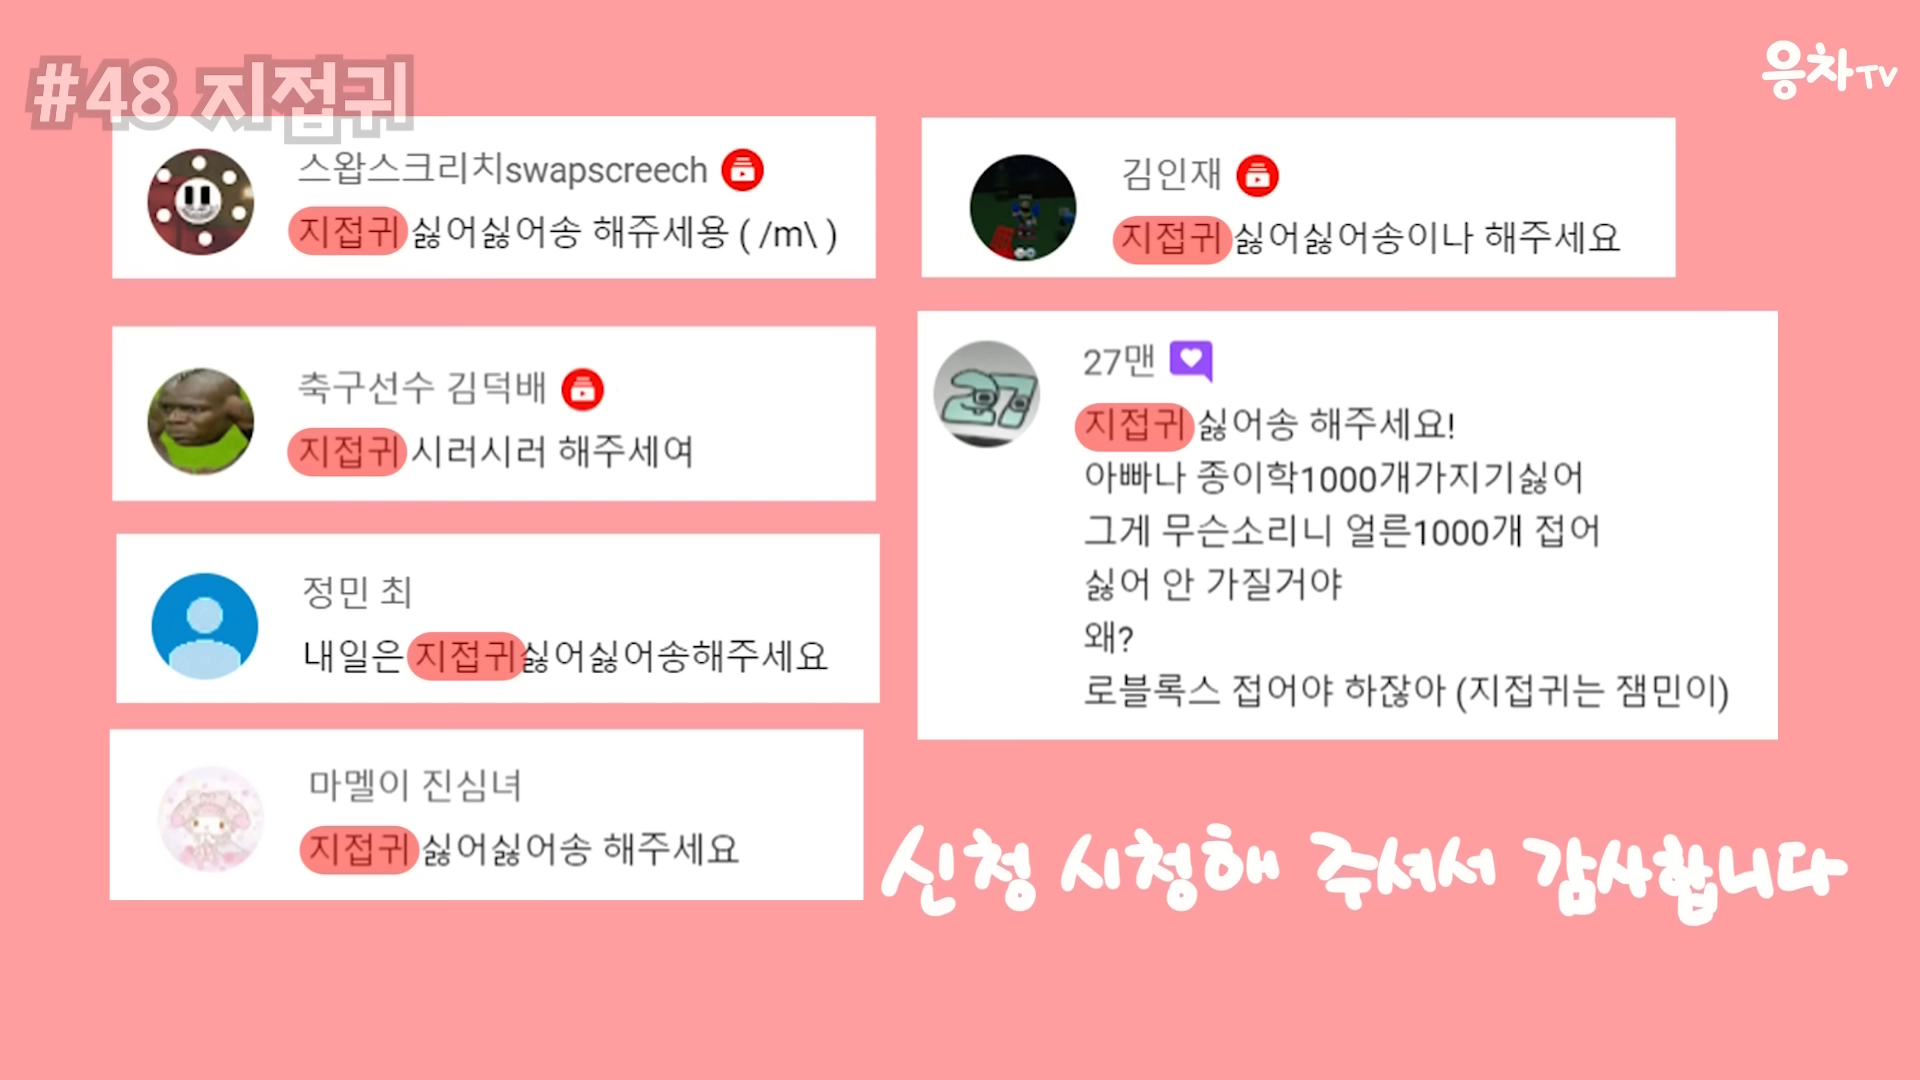 #48 지접귀
응차TV
스왑스크리치swapscreech
지접귀 싫어싫어송 해쥬세용 ( /m\ )
축구선수 김덕배
지접귀 시러시러 해주세여
정민 최
내일은 지접귀싫어싫어송해주세요
마멜이 진심녀
지접귀 싫어싫어송 해주세요
김인재
지접귀 싫어싫어송이나 해주세요
27맨
27
지접귀 싫어송 해주세요!
아빠나 종이학1000개가지기싫어
그게 무슨소리니 얼른1000개 접어
싫어 안 가질거야
왜?
로블록스 접어야 하잖아 (지접귀는 잼민이)
신청 시청해 주셔서 감사합니다